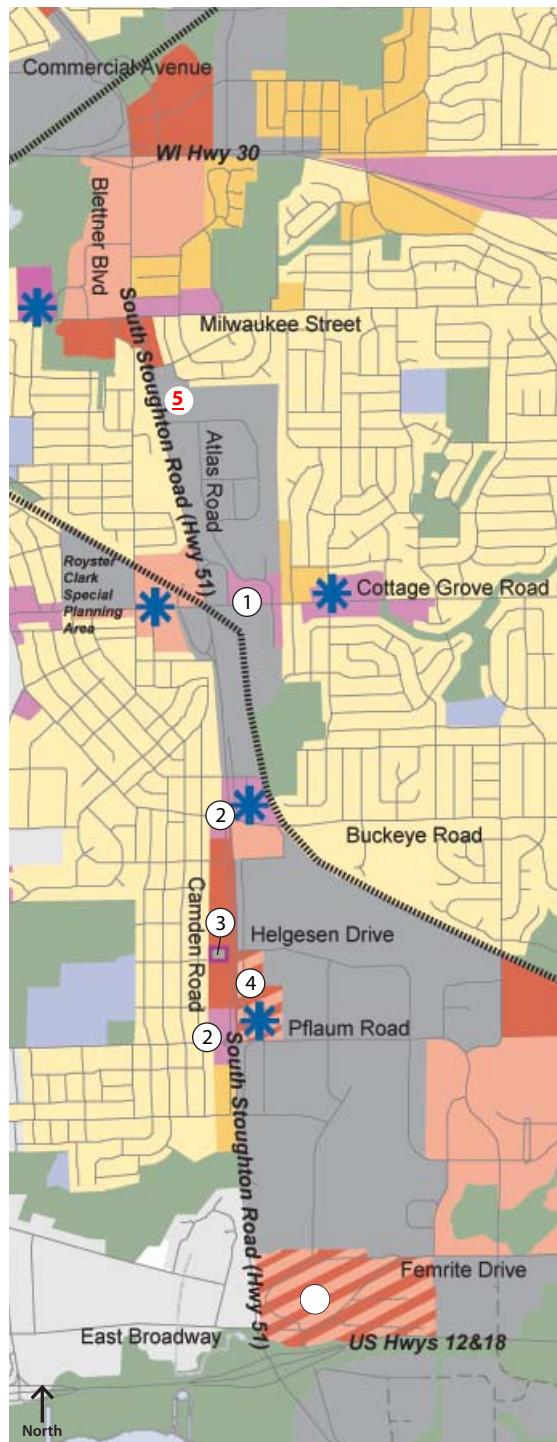 Commercial Avenue
WI Hwy 30
Blettner Blvd
South Stoughton Road (Hwy 51)
Milwaukee Street
5
Atlas Road
Royster
Clark
Special
Planning
Area
1
Cottage Grove Road
2
Buckeye Road
Camden Road
3
Helgesen Drive
4
2
Pflaum Road
South Stoughton Road (Hwy 51)
Femrite Drive
East Broadway
US Hwys 12&18
North